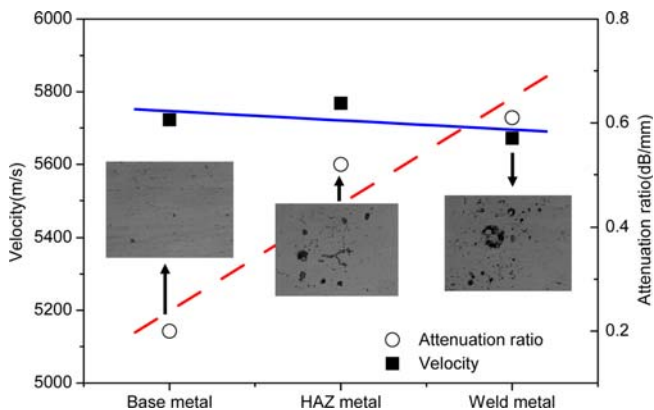 6000
5800
5600
5400
5200
5000
Velocity(m/s)
0.8
0.6
0.4
0.2
Attenuation ratio(dB/mm)
Attenuation ratio
Velocity
Base metal
HAZ metal
Weld metal